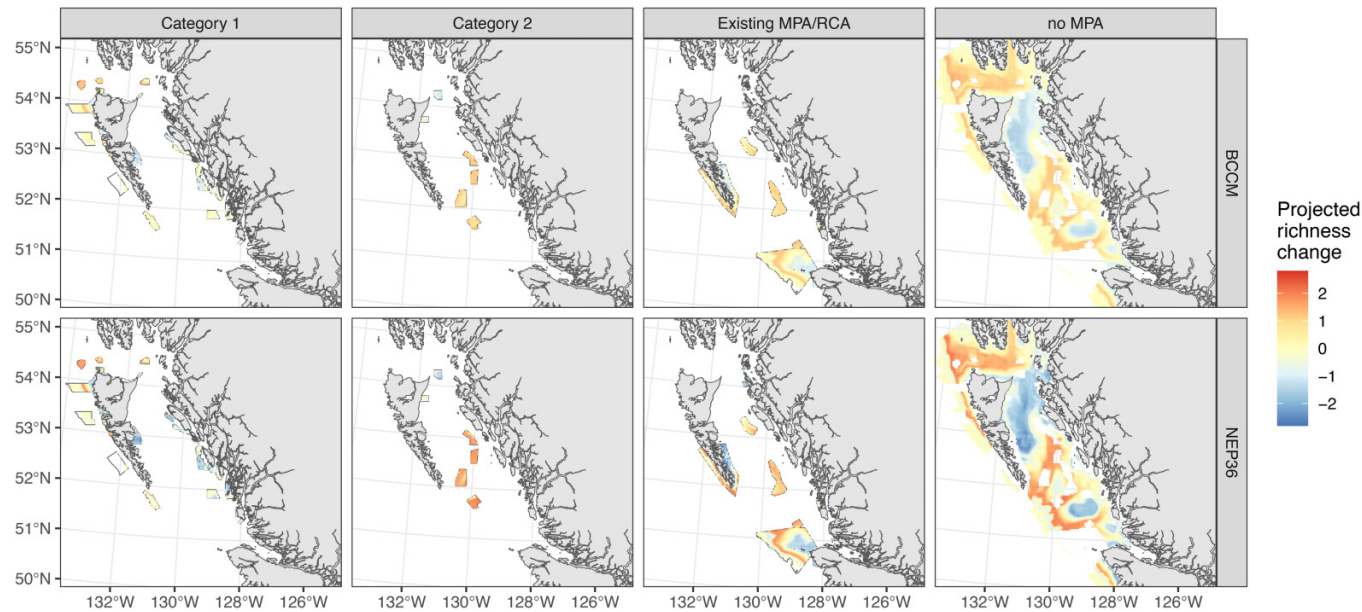 Category 1
Category 2
Existing MPA/RCA
no MPA
55°N
54°N
53°N
52°N
51°N
50°N
BCCM
55°N
54°N
53°N
52°N
51°N
50°N
NEP36
132°W 130°W 128°W 126°W
132°W 130°W 128°W 126°W
132°W 130°W 128°W 126°W
132°W 130°W 128°W 126°W
Projected
richness
change
2
1
0
−1
−2